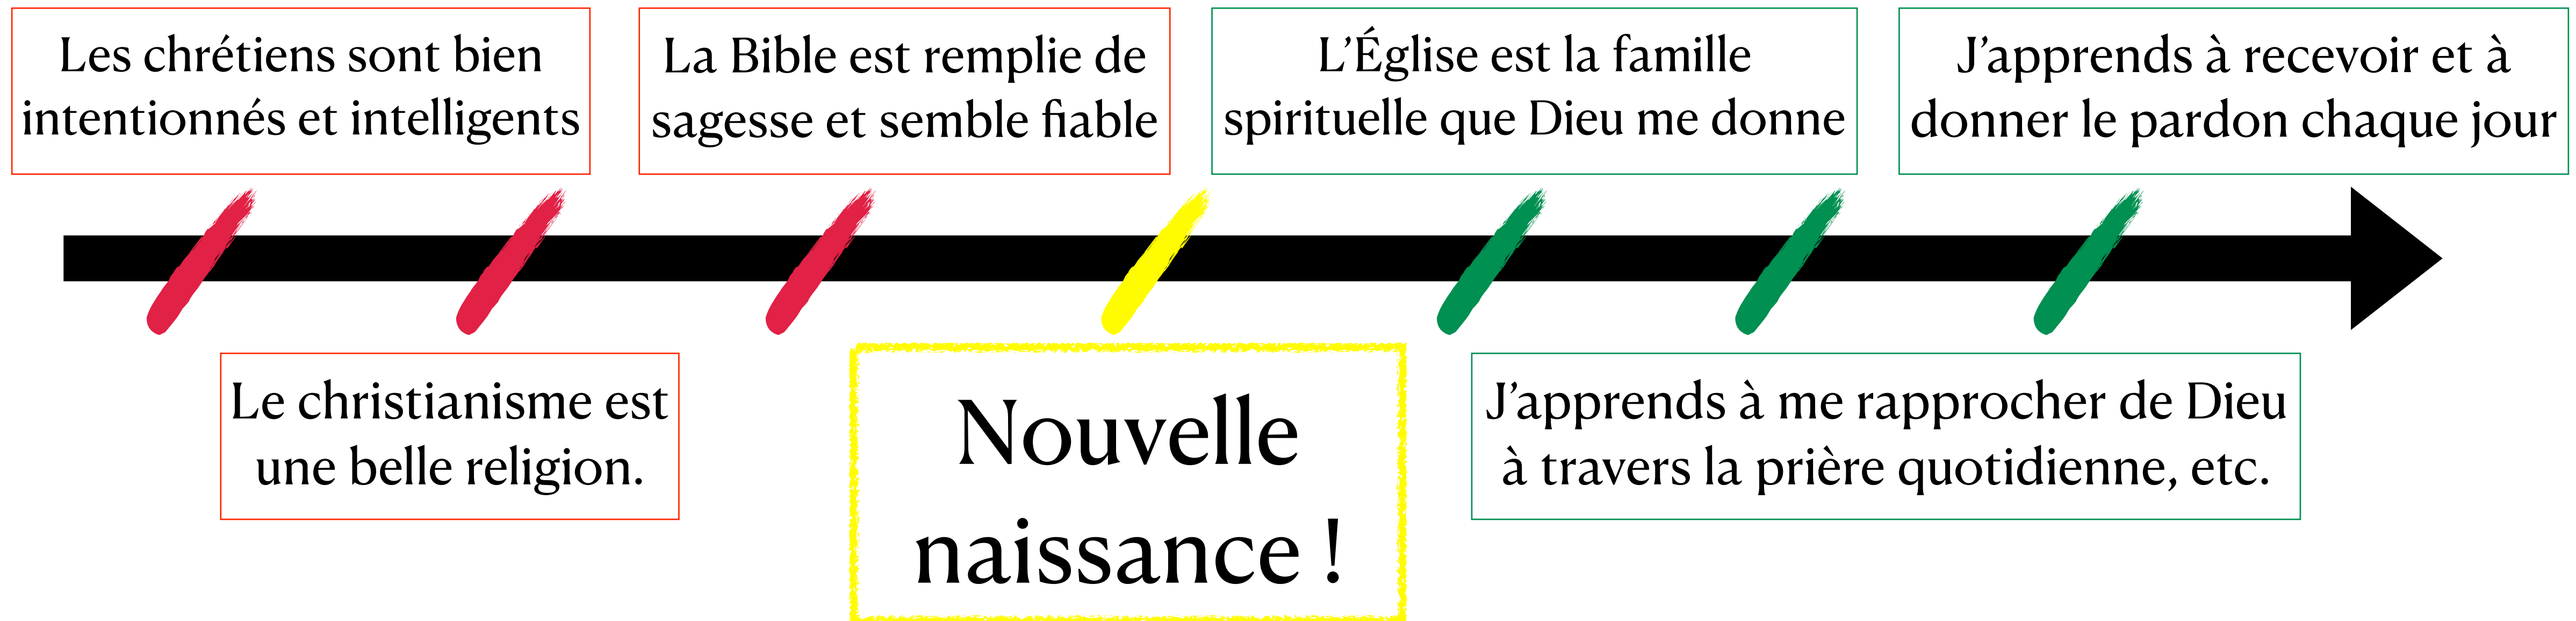 Les chrétiens sont bien
intentionnés et intelligents
La Bible est remplie de
sagesse et semble fiable
L’Église est la famille
spirituelle que Dieu me donne
J’apprends à recevoir et à
donner le pardon chaque jour
Le christianisme est
une belle religion.
Nouvelle
naissance !
J’apprends à me rapprocher de Dieu
à travers la prière quotidienne, etc.